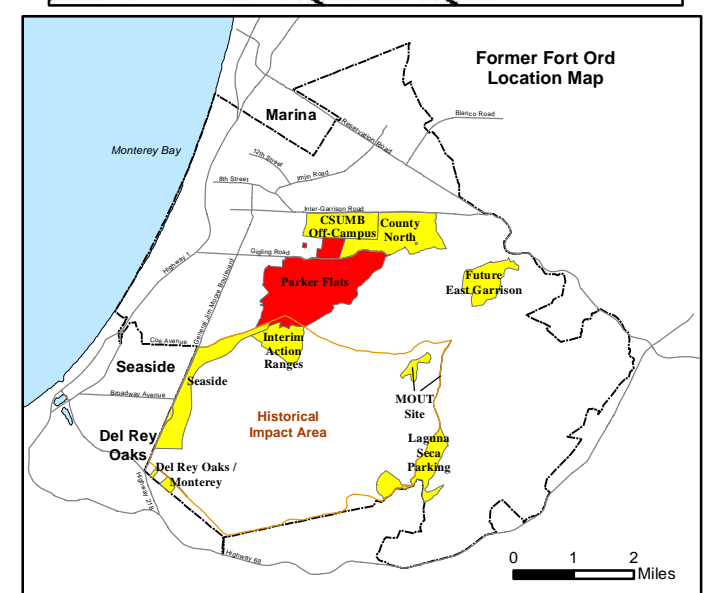 Former Fort Ord
Location Map
Marina
Blanco Road
Reservation Road
Monterey Bay
12th Street
Imjin Road
8th Street
Inter-Garrison Road
CSUMB
Off-Campus
County
North
Gigling Road
Highway 1
General Jim Moore Boulevard
Parker Flats
Future
East Garrison
Coe Avenue
Interim
Action
Ranges
Seaside
Seaside
Broadway Avenue
MOUT
Site
Historical
Impact Area
Del Rey
Oaks
Laguna
Seca
Parking
Del Rey Oaks /
Monterey
Highway 218
Highway 68
0 1 2
Miles